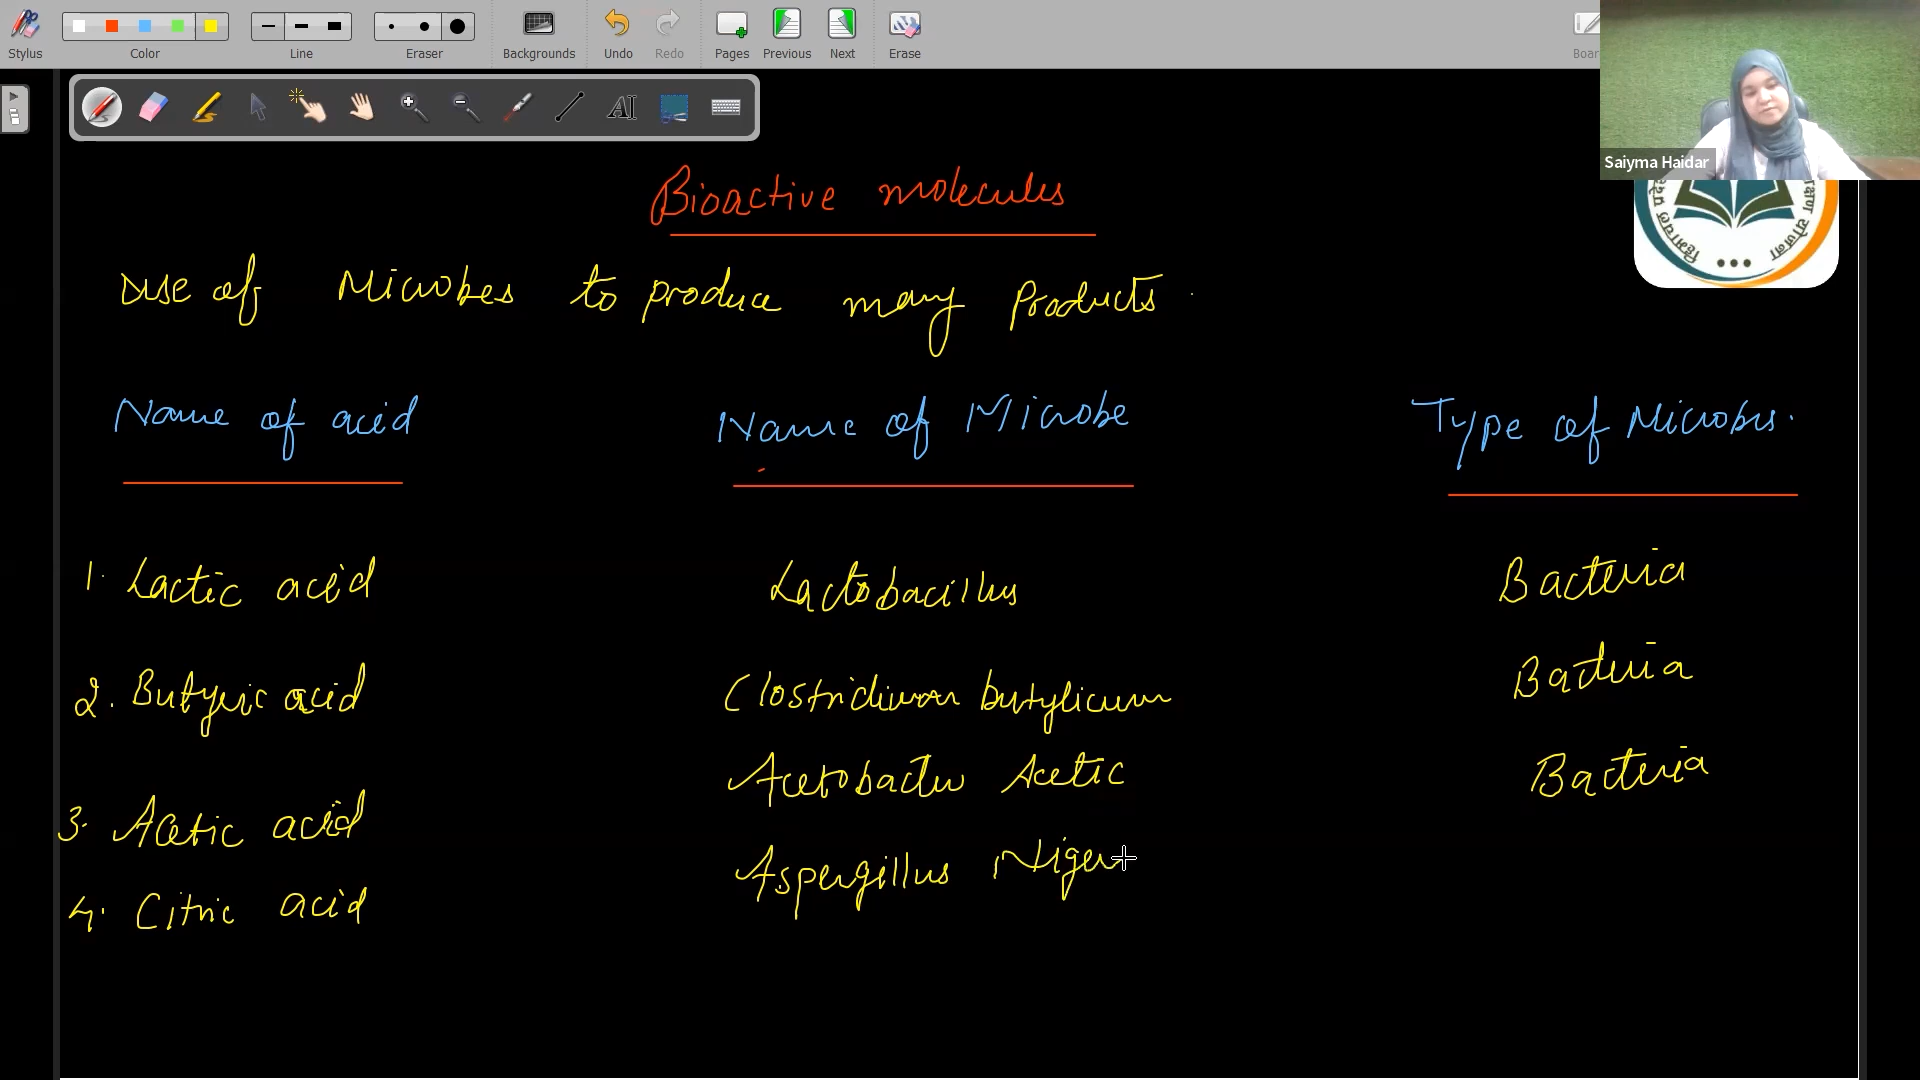 Stylus Color Line Eraser Backgrounds Undo Redo Pages Previous Next Erase
Saiyma Haidar
Bioactive molecules
Use of Microbes to produce many Products.
Name of acid Name of Microbe Type of Microbes.
1. Lactic acid Lactobacillus Bacteria
2. Butyric acid Clostridium butylicum Bacteria
3. Acetic acid Acetobacter Acetic Bacteria
4. Citric acid Aspergillus Niger